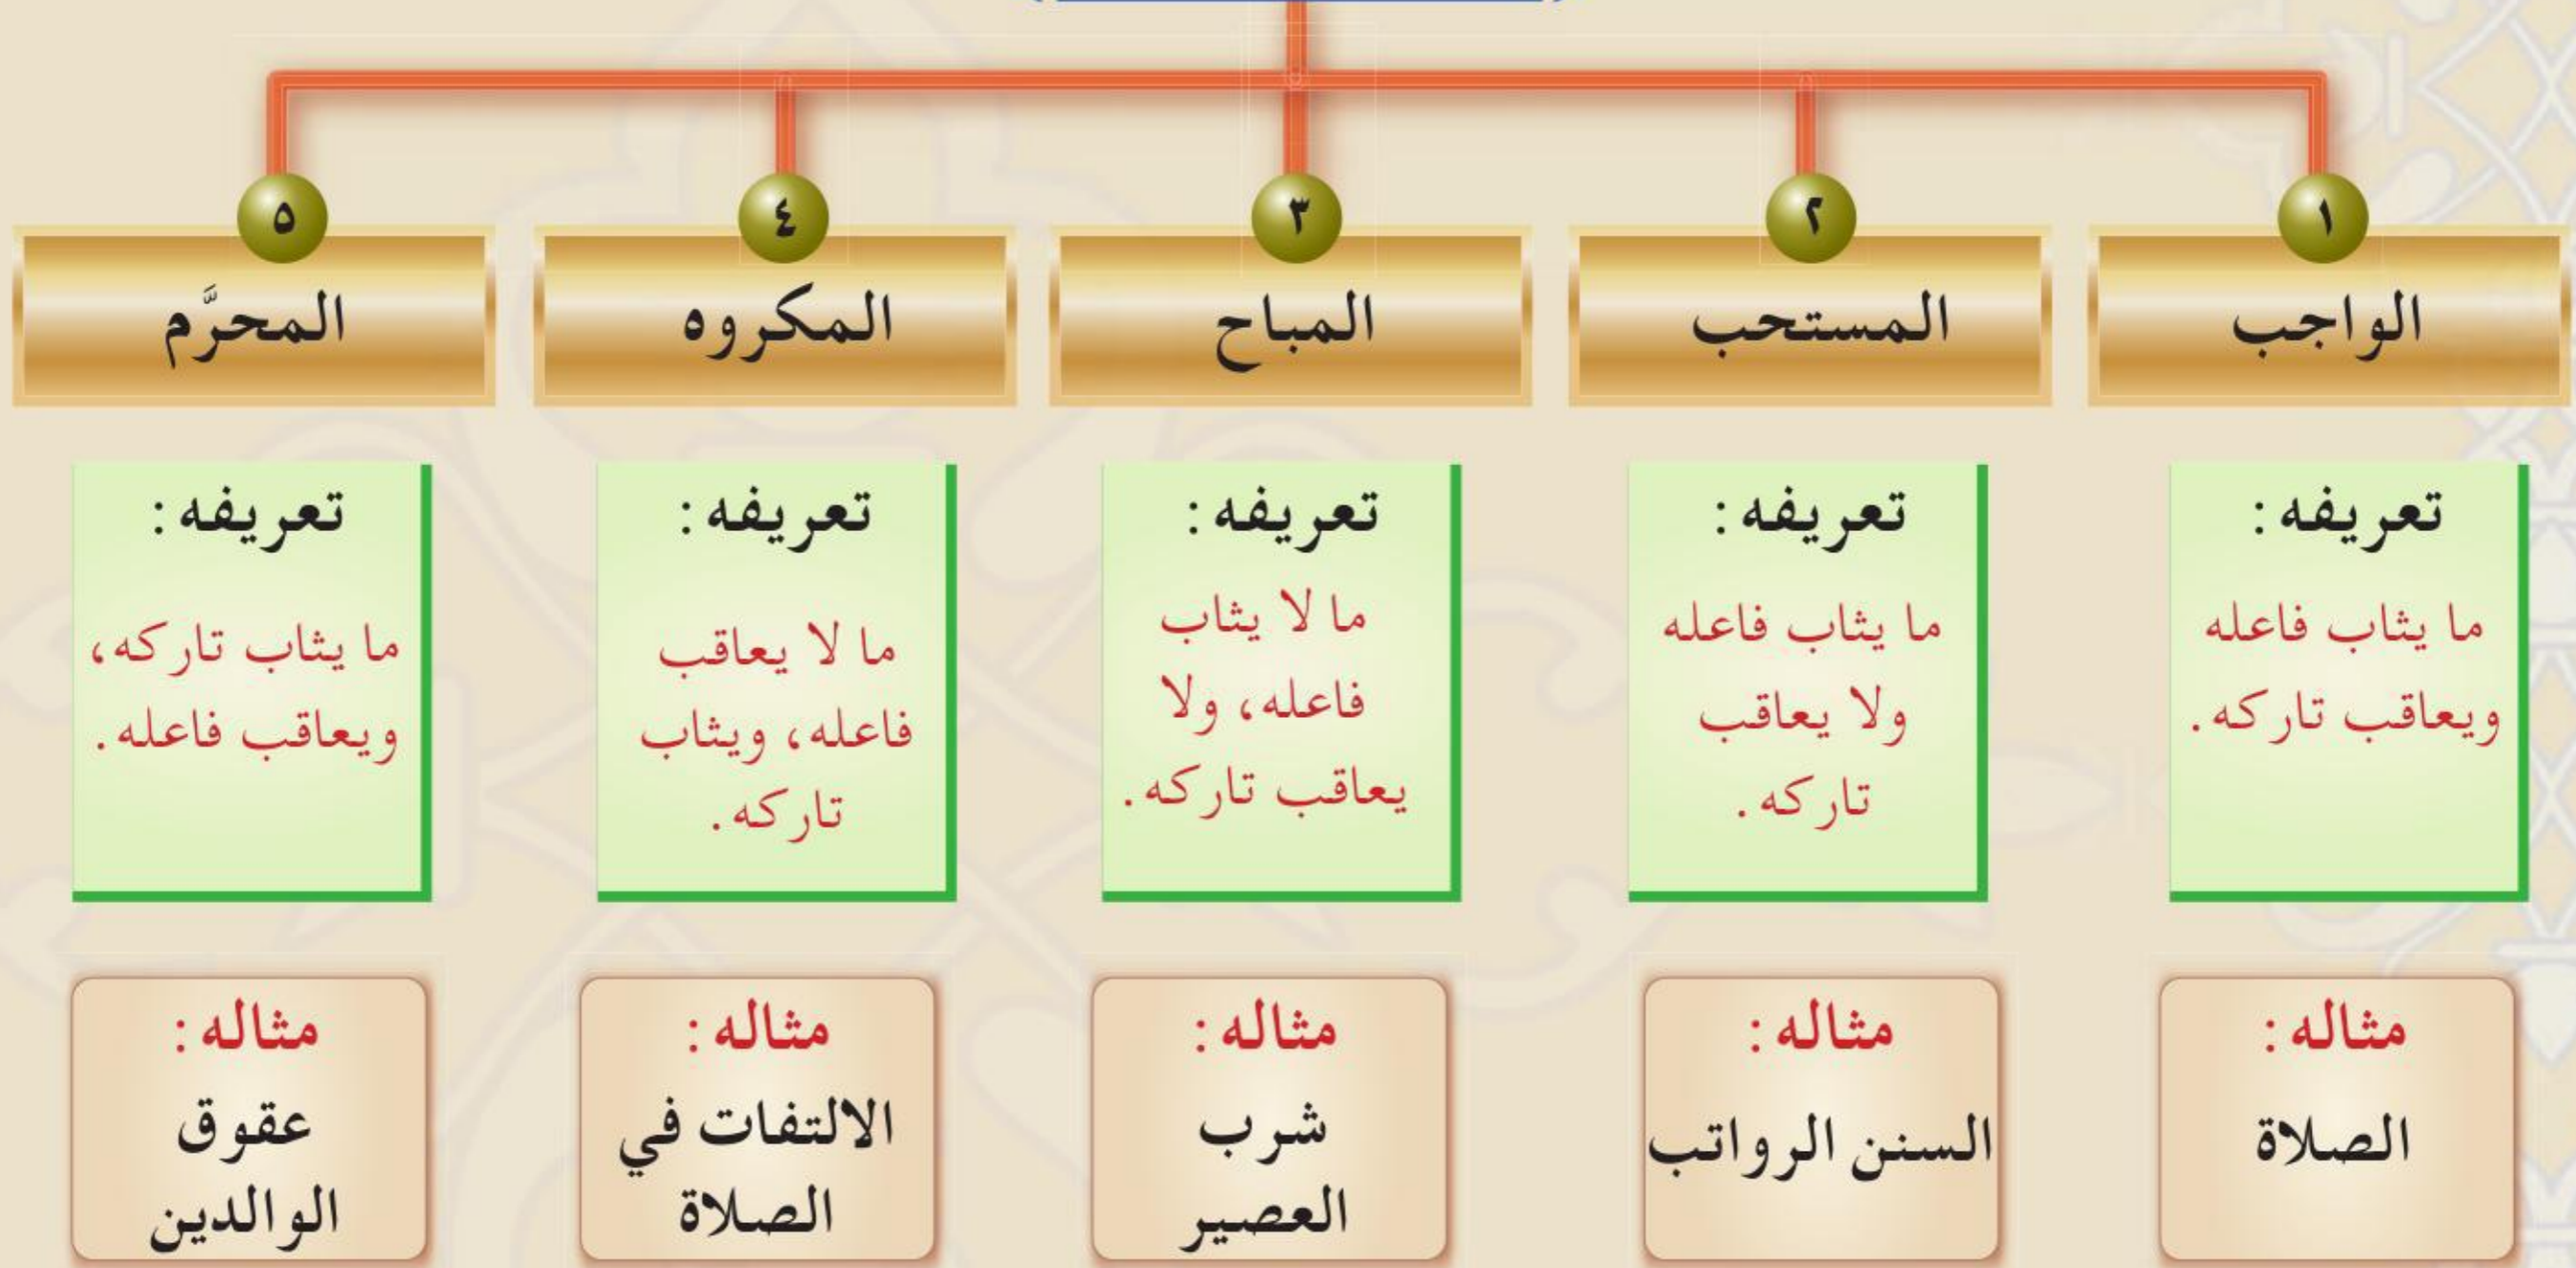 ١
الواجب
تعريفه:
ما يثاب فاعله
ويعاقب تاركه.
مثاله:
الصلاة
٢
المستحب
تعريفه:
ما يثاب فاعله
ولا يعاقب
تاركه.
مثاله:
السنن الرواتب
٣
المباح
تعريفه:
ما لا يثاب
فاعله، ولا
يعاقب تاركه.
مثاله:
شرب
العصير
٤
المكروه
تعريفه:
ما لا يعاقب
فاعله، ويثاب
تاركه.
مثاله:
الالتفات في
الصلاة
٥
المحرَّم
تعريفه:
ما يثاب تاركه،
ويعاقب فاعله.
مثاله:
عقوق
الوالدين